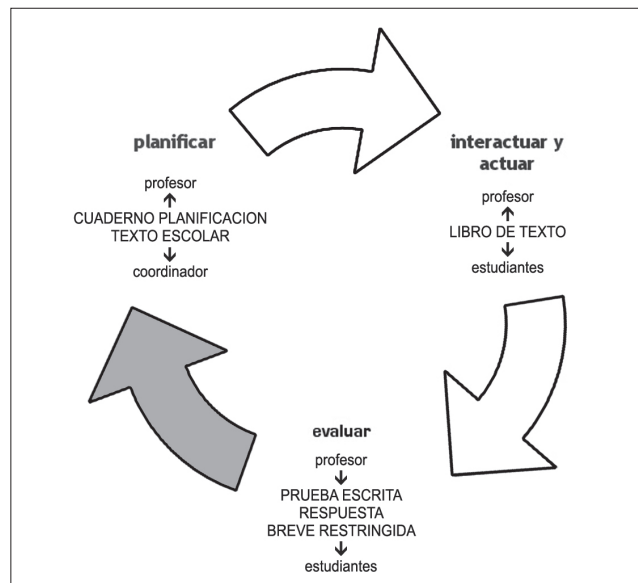 planificar
profesor
CUADERNO PLANIFICACION
TEXTO ESCOLAR
coordinador
interactuar y
actuar
profesor
LIBRO DE TEXTO
estudiantes
evaluar
profesor
PRUEBA ESCRITA
RESPUESTA
BREVE RESTRINGIDA
estudiantes